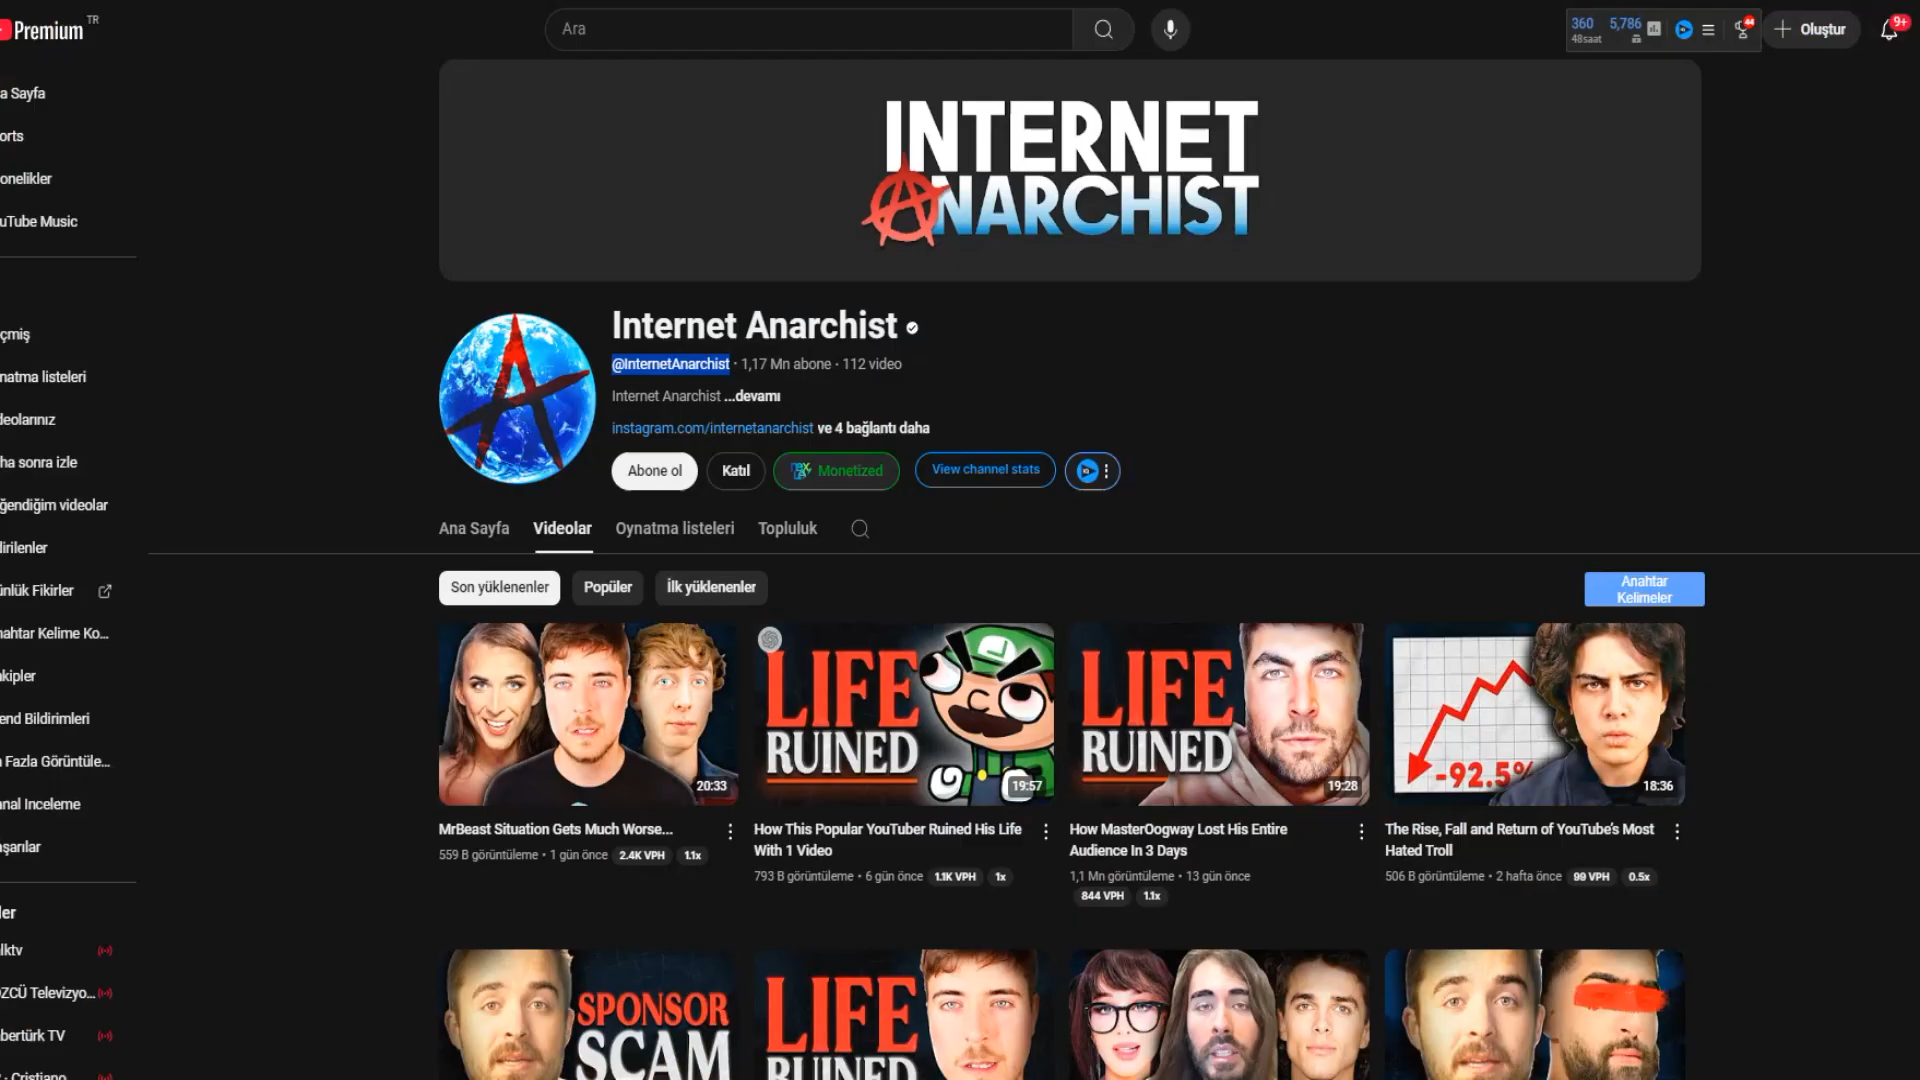 Premium TR
Ara
360
48saat
5,786
44
Oluştur
9+
a Sayfa
orts
onelikler
uTube Music
çmiş
natma listeleri
deolarınız
ha sonra izle
ğendiğim videolar
dirilenler
ünlük Fikirler
nahtar Kelime Ko...
kipler
end Bildirimleri
a Fazla Görüntüle...
anal Inceleme
aşarılar
ler
lktv
ÖZCÜ Televizyo...
bertürk TV
- Cristiano
INTERNET
ANARCHIST
Internet Anarchist
@InternetAnarchist · 1,17 Mn abone · 112 video
Internet Anarchist ...devamı
instagram.com/internetanarchist ve 4 bağlantı daha
Abone ol
Katıl
Monetized
View channel stats
Ana Sayfa
Videolar
Oynatma listeleri
Topluluk
Son yüklenenler
Popüler
İlk yüklenenler
Anahtar
Kelimeler
20:33
MrBeast Situation Gets Much Worse...
559 B görüntüleme • 1 gün önce 2.4K VPH 1.1x
LIFE
RUINED
19:57
How This Popular YouTuber Ruined His Life
With 1 Video
793 B görüntüleme • 6 gün önce 1.1K VPH 1x
LIFE
RUINED
19:28
How MasterOogway Lost His Entire
Audience In 3 Days
1,1 Mn görüntüleme • 13 gün önce
844 VPH 1.1x
-92.5%
18:36
The Rise, Fall and Return of YouTube's Most
Hated Troll
506 B görüntüleme • 2 hafta önce 99 VPH 0.5x
SPONSOR
SCAM
LIFE
RUINED